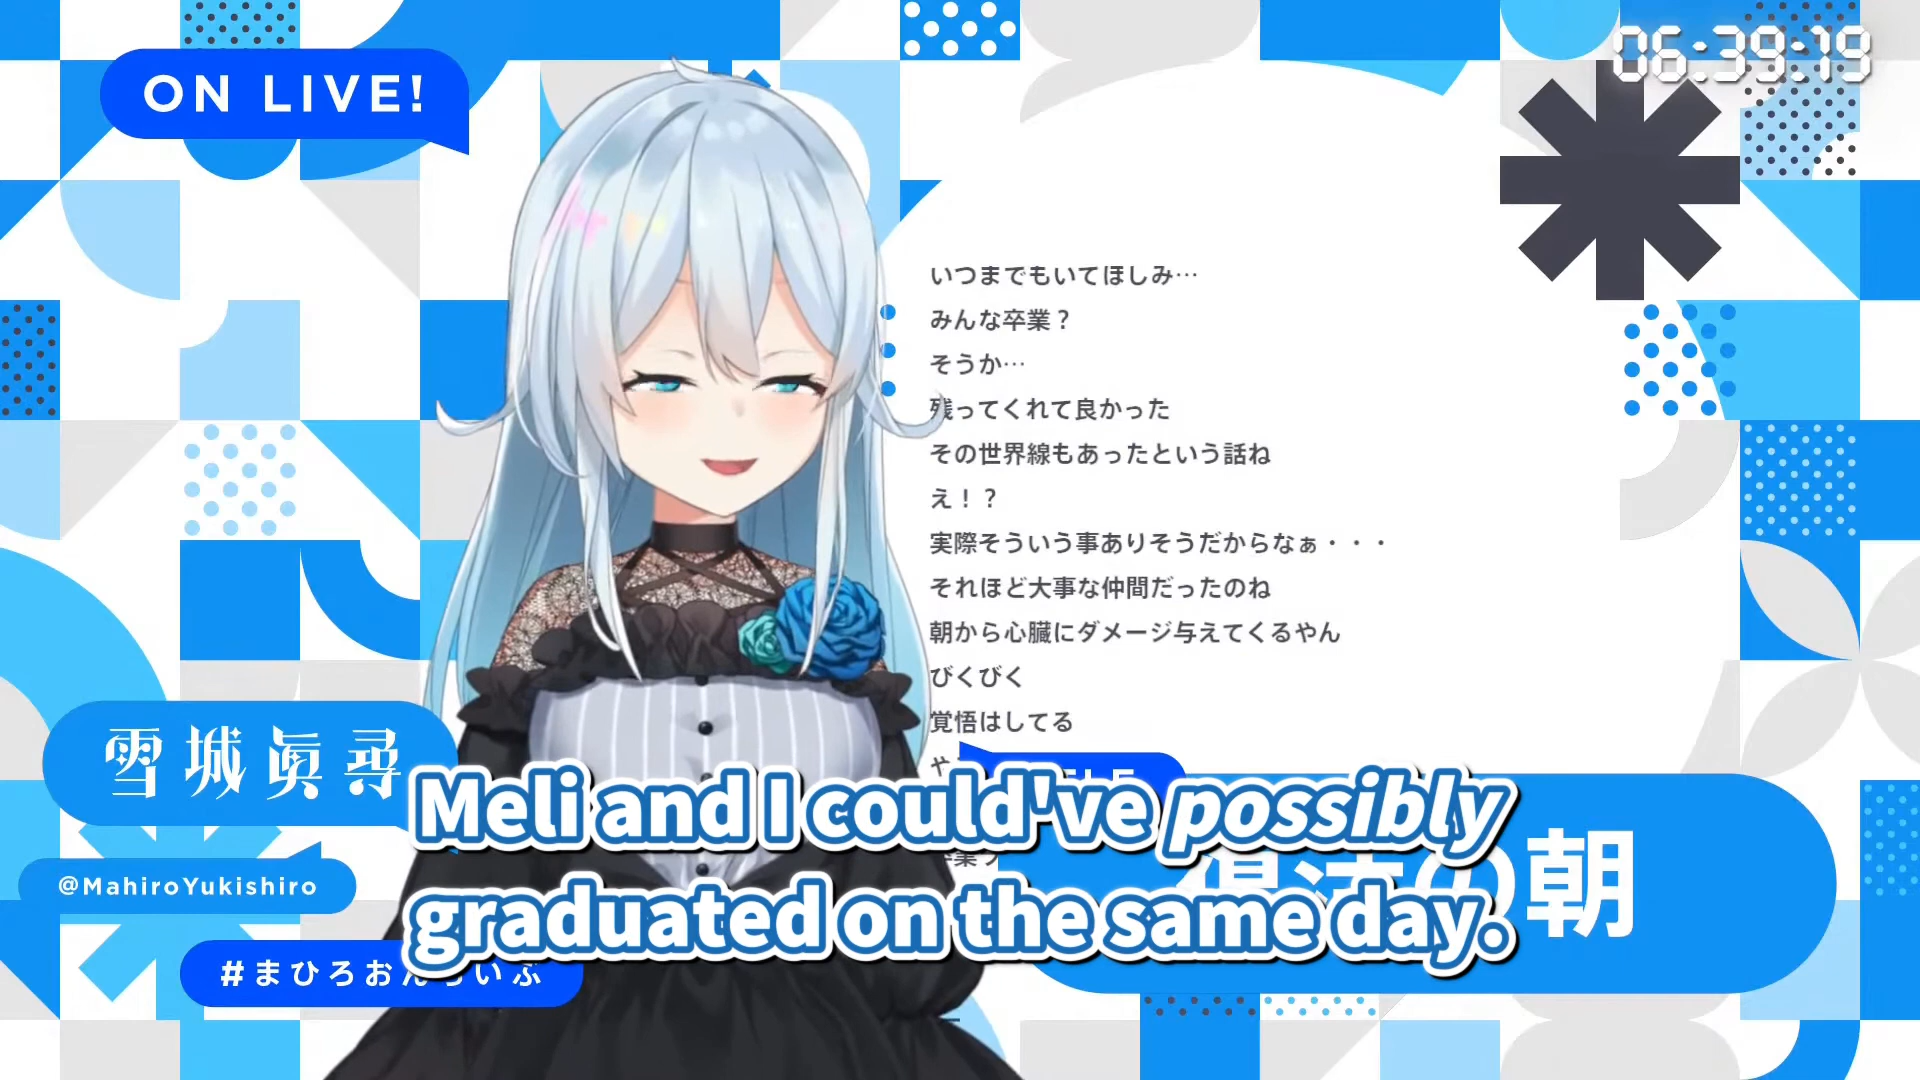 06:39:19
ON LIVE!
いつまでもいてほしみ…
みんな卒業？
そうか…
残ってくれて良かった
その世界線もあったという話ね
え！？
実際そういう事ありそうだからなぁ・・・
それほど大事な仲間だったのね
朝から心臓にダメージ与えてくるやん
びくびく
覚悟はしてる
や
雪城眞尋
@MahiroYukishiro
#まひろおんらいぶ
の朝
Meli and I could've possibly
graduated on the same day.